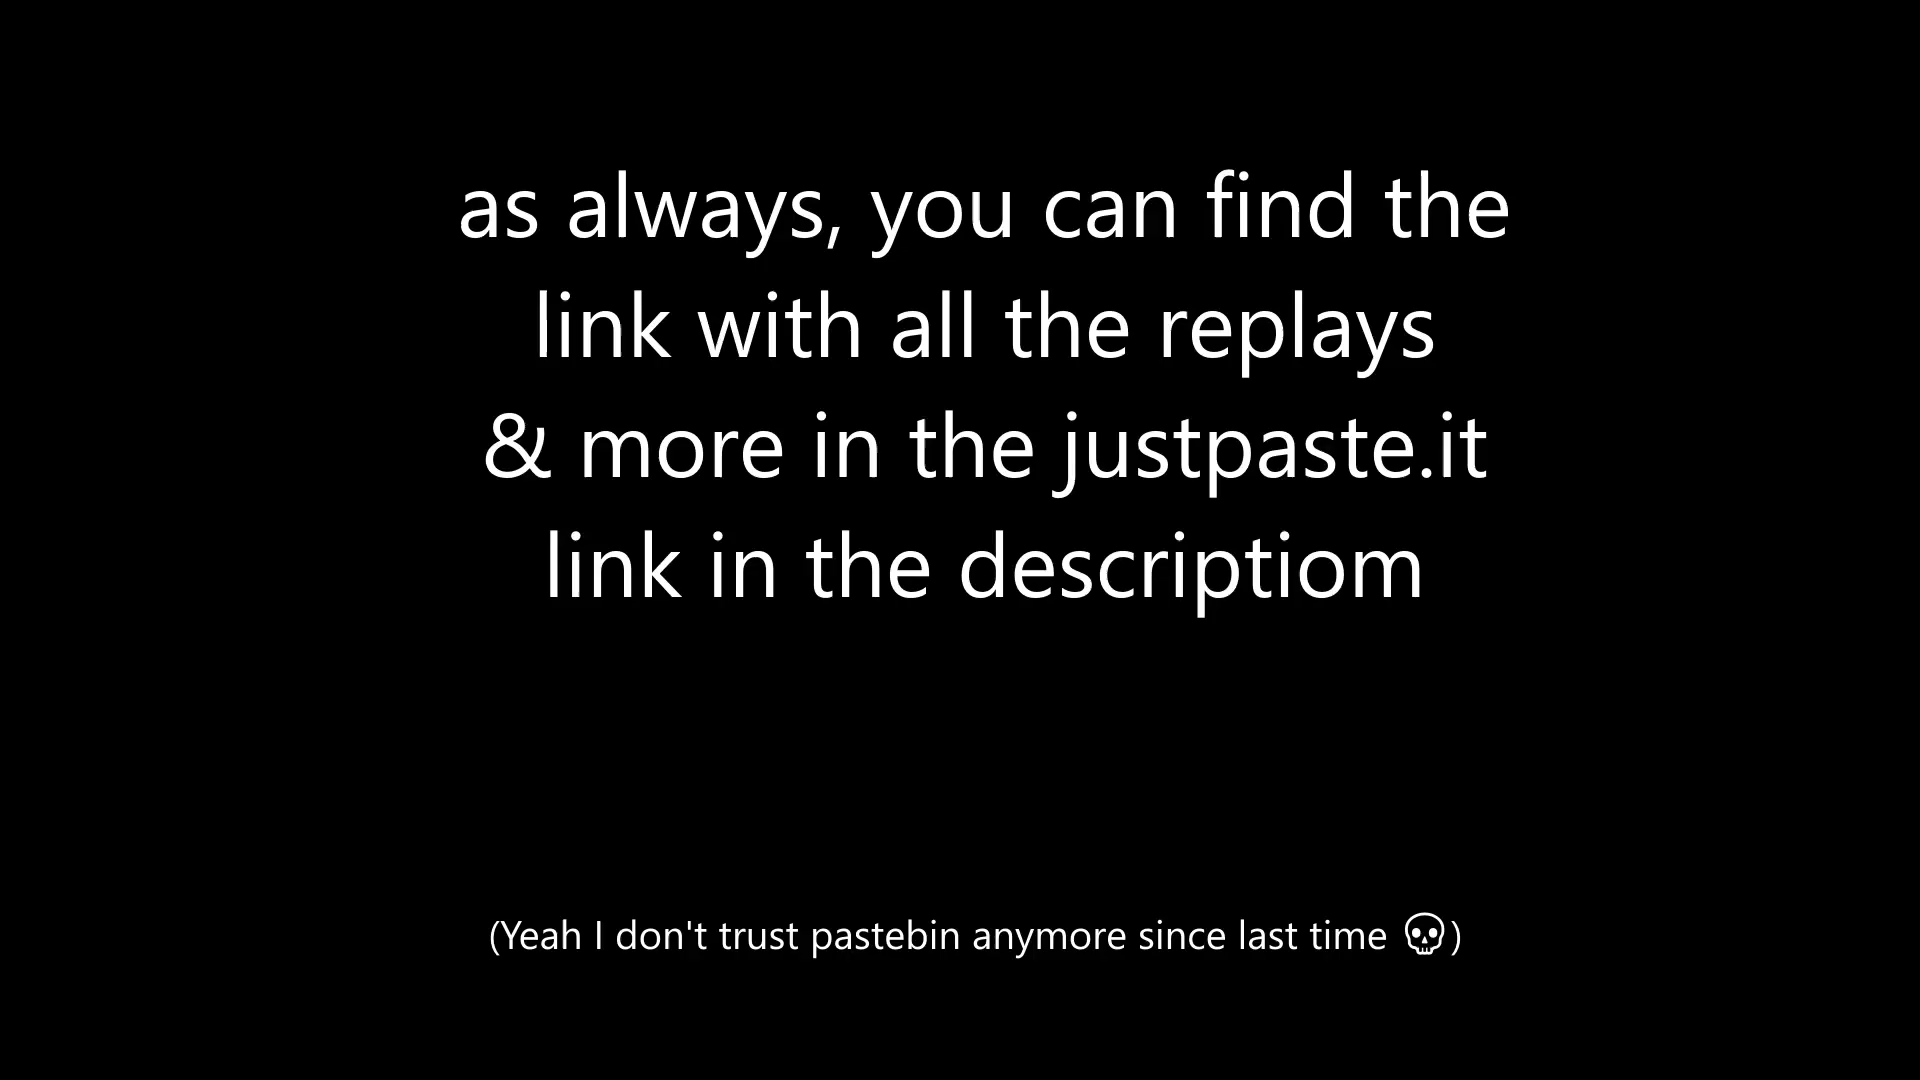 as always, you can find the
link with all the replays
& more in the justpaste.it
link in the descriptiom
(Yeah I don't trust pastebin anymore since last time 💀)